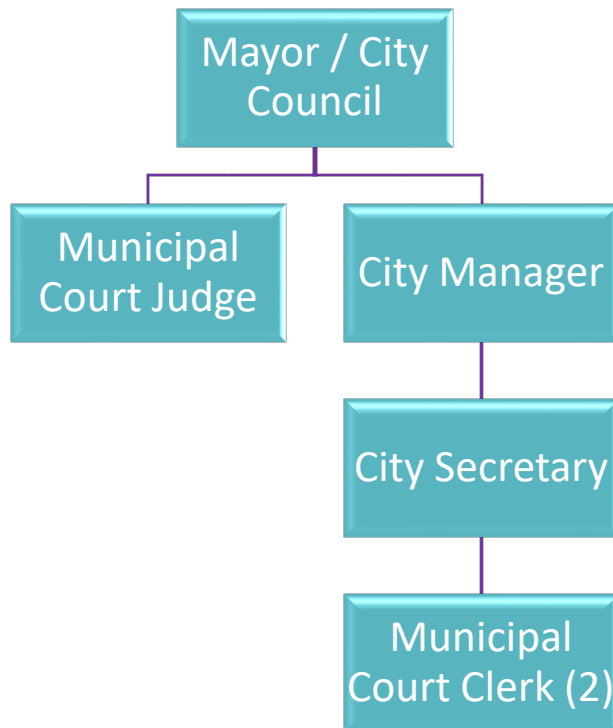 Mayor / City
Council
Municipal
Court Judge
City Manager
City Secretary
Municipal
Court Clerk (2)